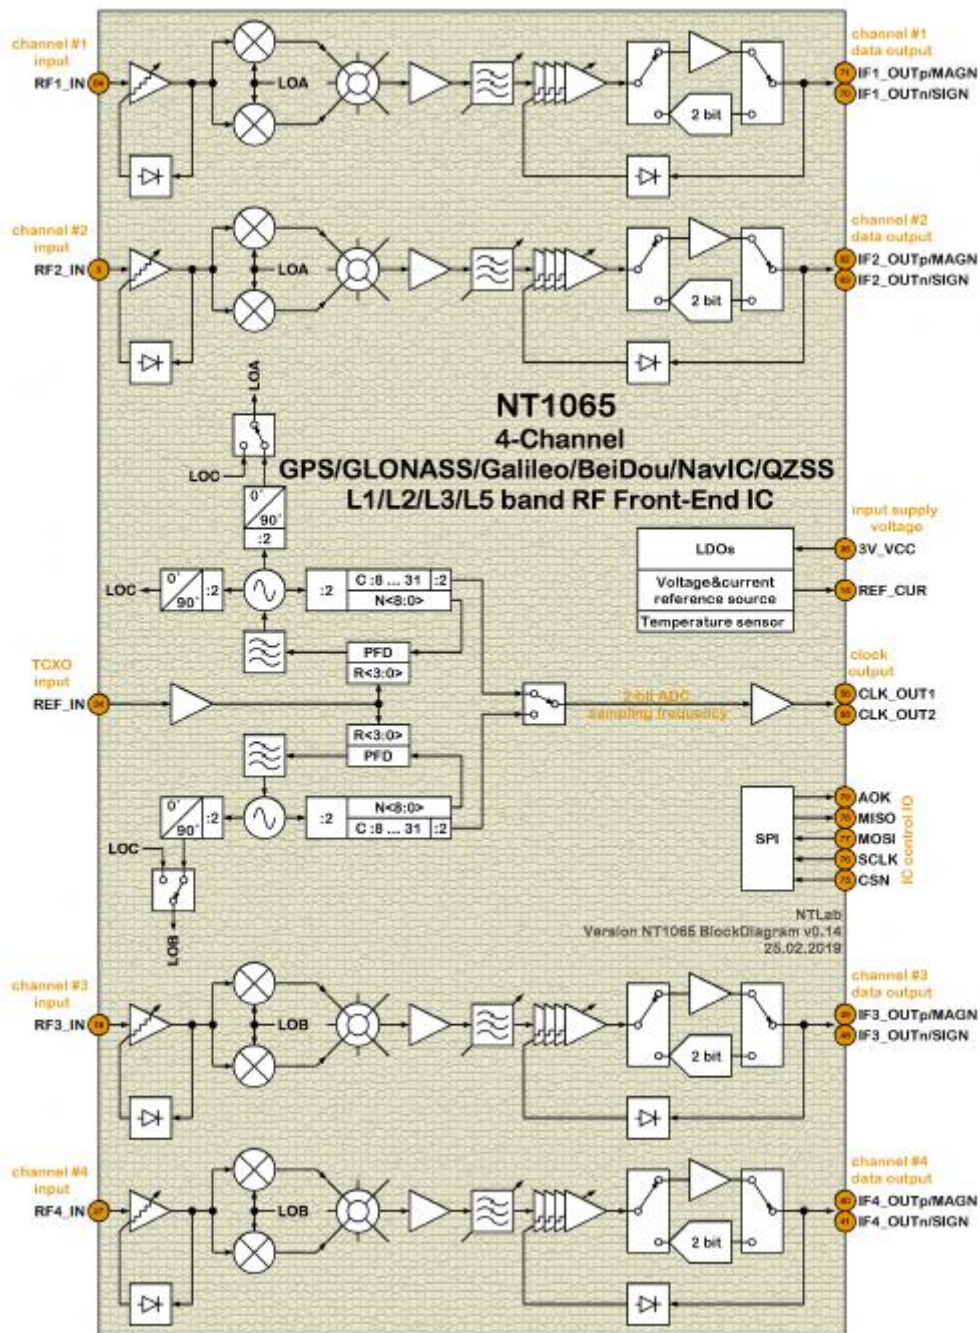 channel #1
input
RF1_IN
LOA
2 bit
channel #1
data output
IF1_OUTp/MAGN
IF1_OUTn/SIGN
channel #2
input
RF2_IN
LOA
2 bit
channel #2
data output
IF2_OUTp/MAGN
IF2_OUTn/SIGN
LOA
NT1065
4-Channel
GPS/GLONASS/Galileo/BeiDou/NavIC/QZSS
L1/L2/L3/L5 band RF Front-End IC
LOC
0°
90°
:2
LOC
0°
90°
:2
:2
C :8 ... 31
:2
N<8:0>
PFD
R<3:0>
LDOs
Voltage&current
reference source
Temperature sensor
input supply
voltage
3V_VCC
REF_CUR
TCXO
input
REF_IN
2-bit ADC
sampling frequency
clock
output
CLK_OUT1
CLK_OUT2
R<3:0>
PFD
0°
90°
:2
:2
N<8:0>
C :8 ... 31
:2
LOC
LOB
SPI
AOK
MISO
MOSI
SCLK
CSN
IC control IO
NTLab
Version NT1065 BlockDiagram v0.14
25.02.2019
channel #3
input
RF3_IN
LOB
2 bit
channel #3
data output
IF3_OUTp/MAGN
IF3_OUTn/SIGN
channel #4
input
RF4_IN
LOB
2 bit
channel #4
data output
IF4_OUTp/MAGN
IF4_OUTn/SIGN